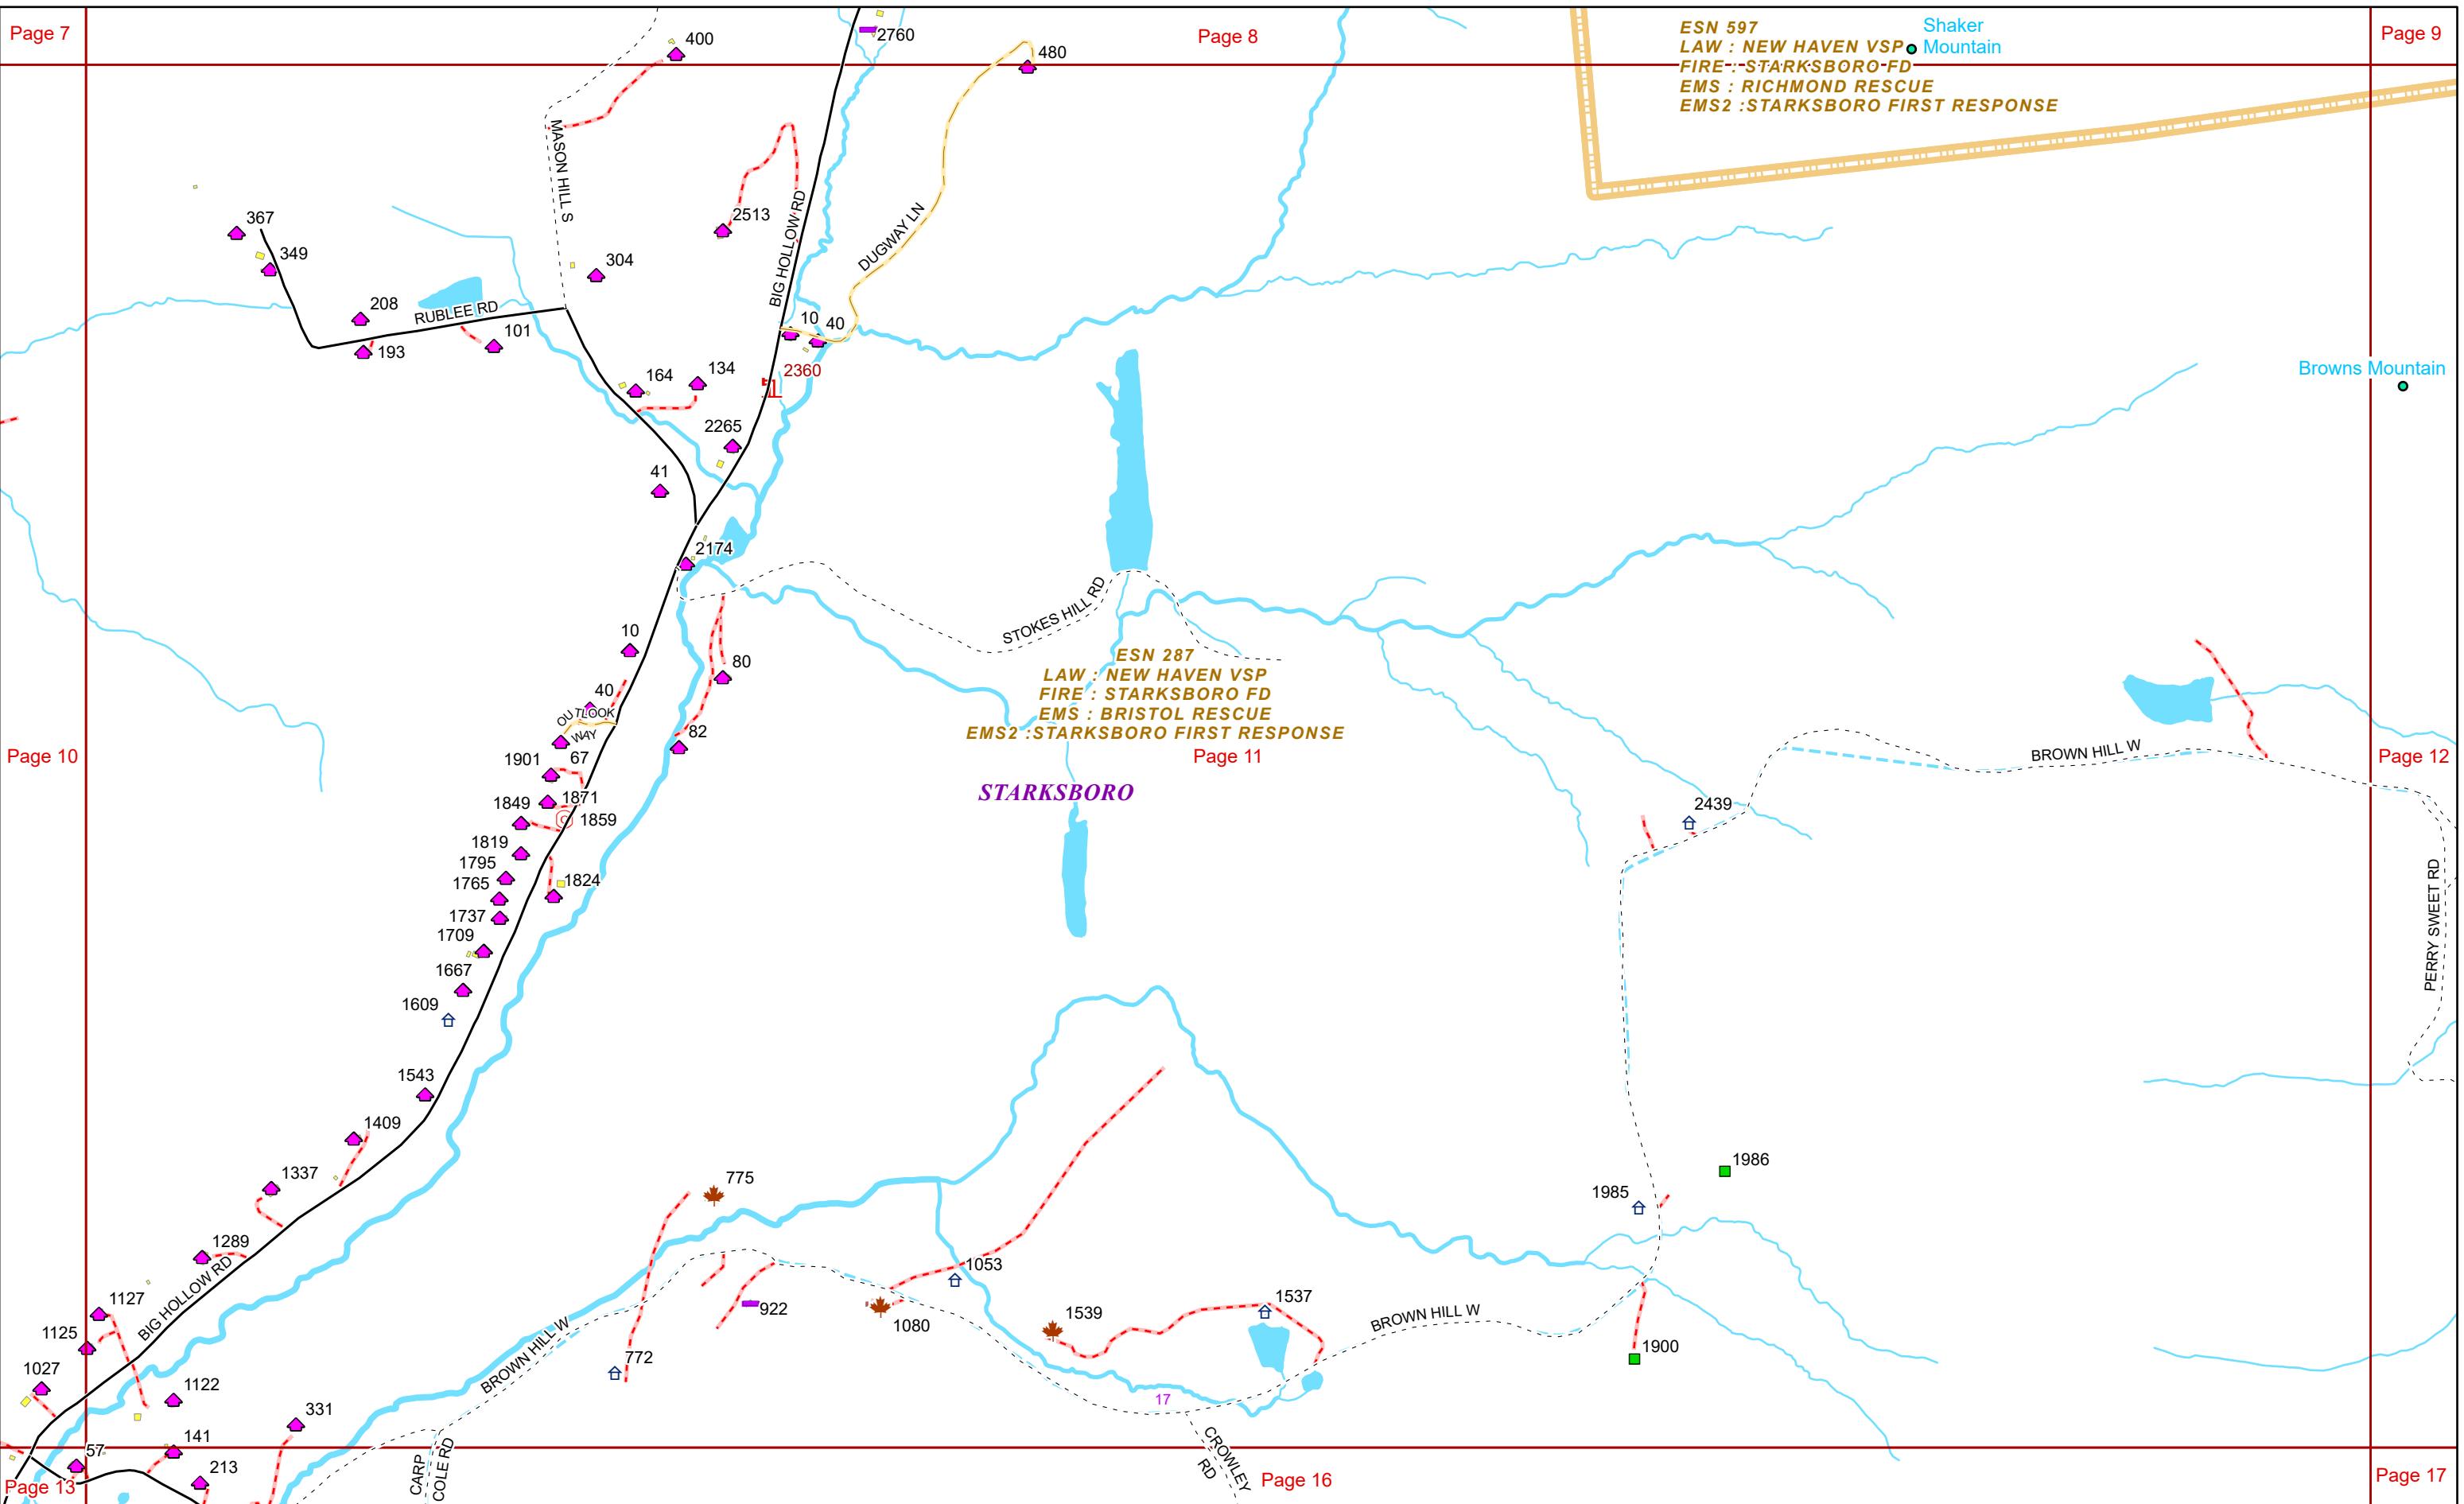 Page 7
400
2760
Page 8
480
ESN 597
LAW : NEW HAVEN VSP
FIRE : STARKSBORO FD
EMS : RICHMOND RESCUE
EMS2 :STARKSBORO FIRST RESPONSE
Shaker
Mountain
Page 9
MASON HILL S
2513
BIG HOLLOW RD
DUGWAY LN
367
349
304
208
RUBLEE RD
193
101
10
40
2360
164
134
2265
41
Browns Mountain
2174
STOKES HILL RD
10
80
ESN 287
LAW : NEW HAVEN VSP
FIRE : STARKSBORO FD
EMS : BRISTOL RESCUE
EMS2 :STARKSBORO FIRST RESPONSE
40
OUTLOOK
WAY
82
Page 10
1901
67
Page 11
BROWN HILL W
Page 12
STARKSBORO
1849
1871
1859
2439
1819
1795
1765
1824
1737
1709
1667
1609
PERRY SWEET RD
1543
1409
1337
775
1986
1985
1289
BIG HOLLOW RD
1053
1127
922
1080
1539
1537
BROWN HILL W
1125
1900
1027
772
BROWN HILL W
1122
17
331
141
57
213
CARP
COLE RD
CROWLEY
RD
Page 13
Page 16
Page 17